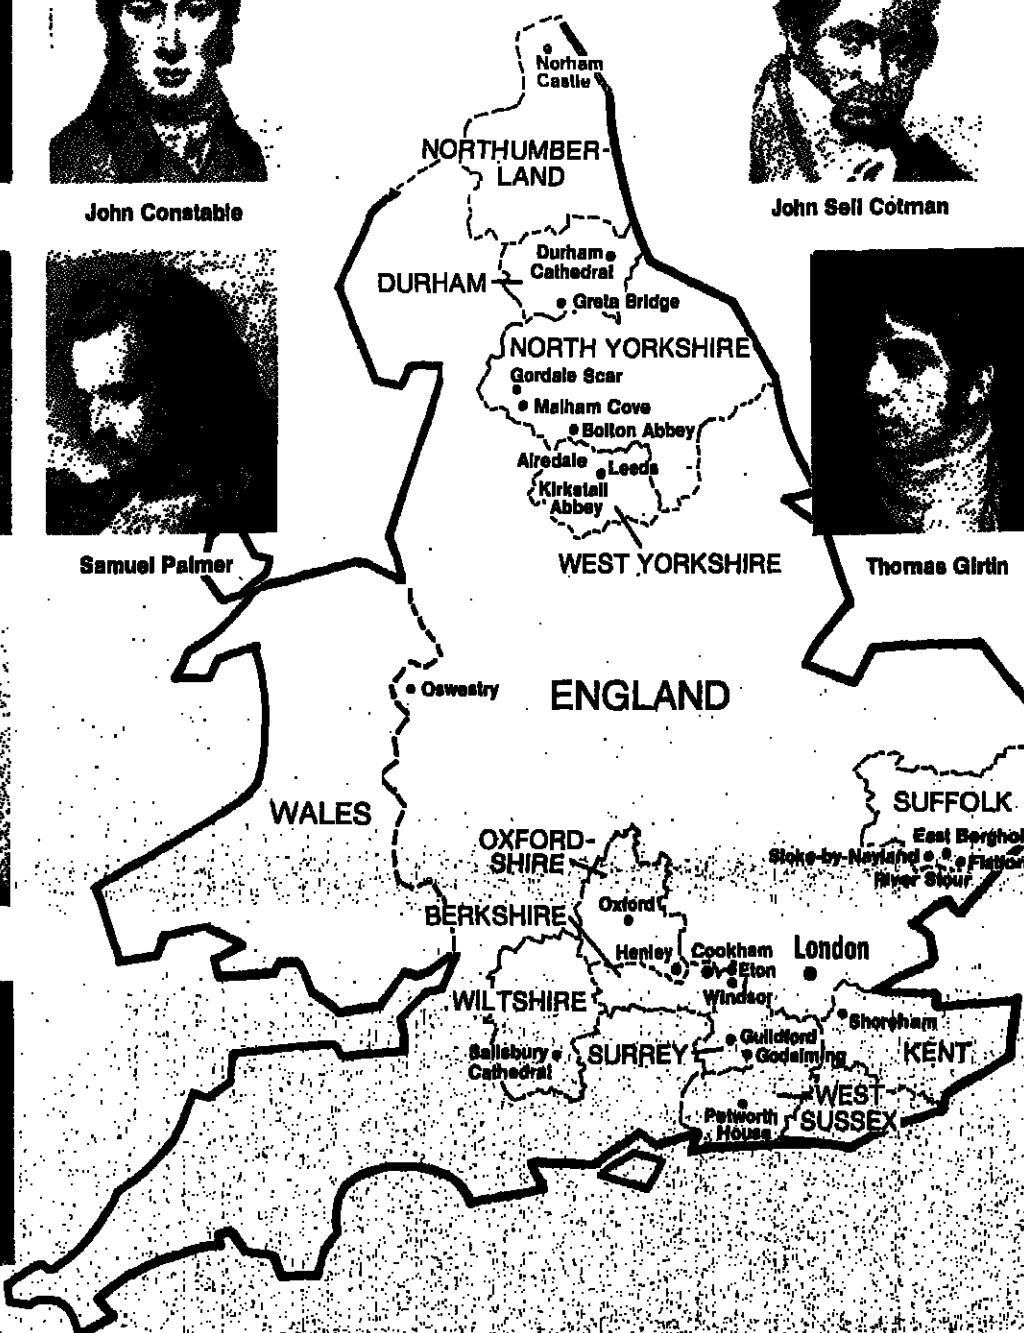 Norham
Castle
NORTHUMBER-
LAND
John Constable
John Sell Cotman
Durham
Cathedral
DURHAM
Greta Bridge
NORTH YORKSHIRE
Gordale Scar
Malham Cove
Bolton Abbey
Airedale
Leeds
Kirkstall
Abbey
WEST YORKSHIRE
Samuel Palmer
Thomas Girtin
Oswestry
ENGLAND
WALES
SUFFOLK
OXFORD-
SHIRE
East Berghol
Stoke-by-Nayland
Flatfor
River Stour
Oxford
BERKSHIRE
Henley
Cookham
London
Eton
Windsor
WILTSHIRE
Shoreham
Guildford
Salisbury
Cathedral
SURREY
Godalming
KENT
WEST
SUSSEX
Petworth
House